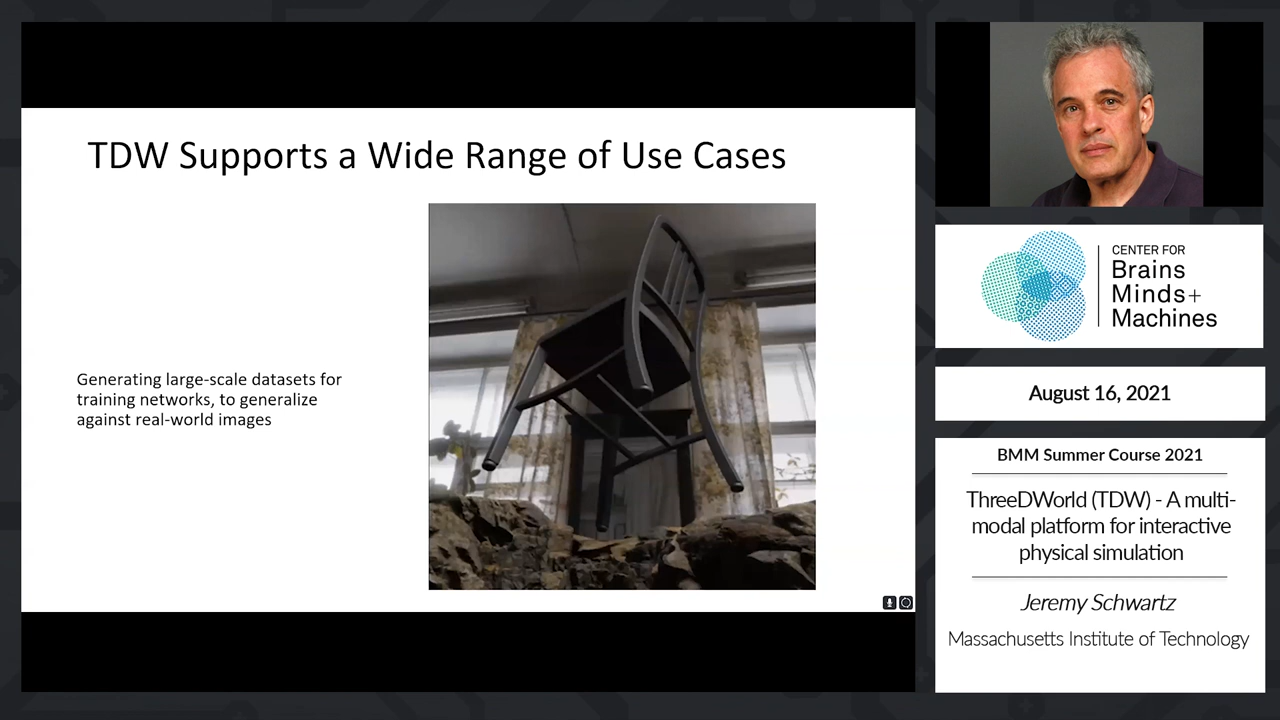 TDW Supports a Wide Range of Use Cases
Generating large-scale datasets for
training networks, to generalize
against real-world images
CENTER FOR
Brains
Minds+
Machines
August 16, 2021
BMM Summer Course 2021
ThreeDWorld (TDW) - A multi-
modal platform for interactive
physical simulation
Jeremy Schwartz
Massachusetts Institute of Technology